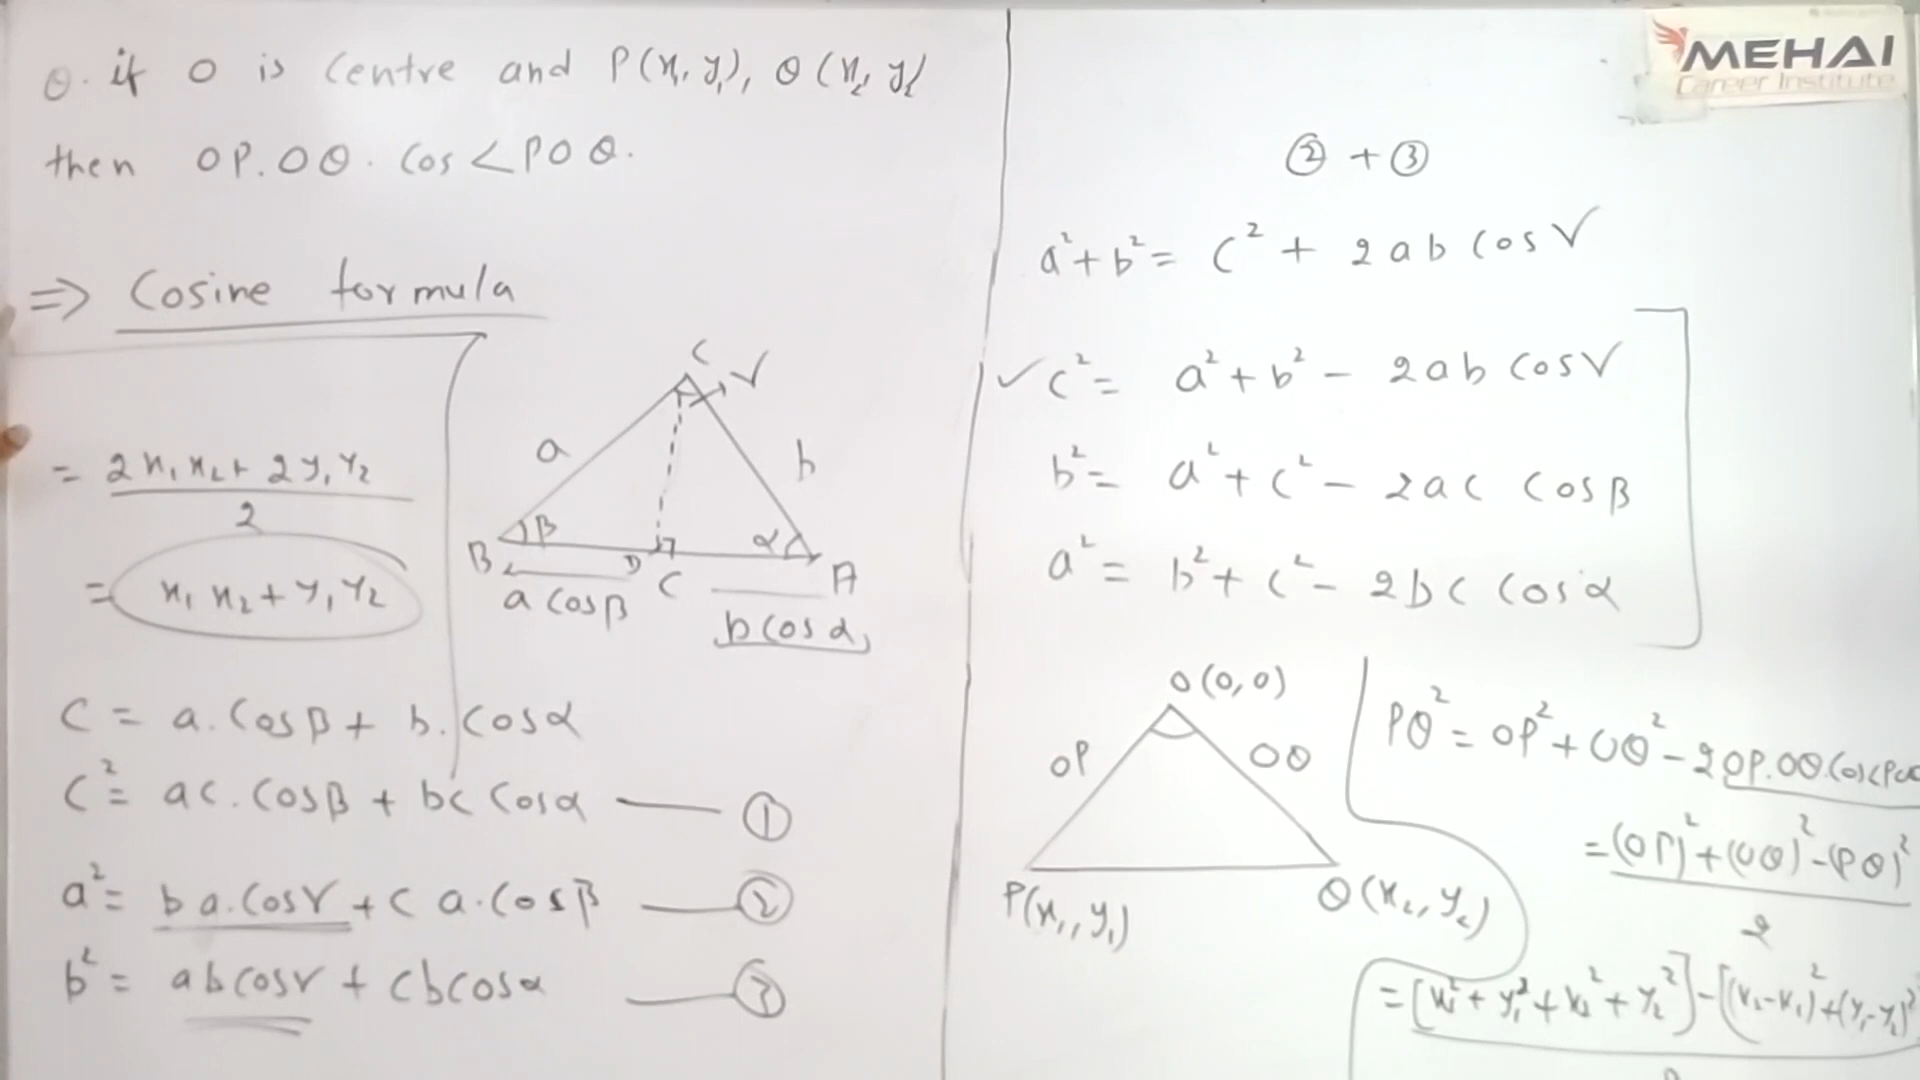 Q. if O is Centre and P(x₁, y₁), Q(x₂, y₂)
then OP.OQ. Cos∠POQ.
⇒ Cosine formula
= 2x₁x₂+2y₁y₂
2
= x₁x₂+y₁y₂
C
γ
a
b
β
α
B
D
C
A
a cosβ
b cosα
C = a.Cosβ + b.cosα
C² = ac.cosβ + bc cosα — ①
a² = ba.cosγ + ca.cosβ — ②
b² = ab cosγ + cb cosα — ③
MEHAI
Career Institute
② + ③
a²+b² = c² + 2ab cosγ
✓ c² = a²+b² - 2ab cosγ
b² = a²+c² - 2ac cosβ
a² = b²+c² - 2bc cosα
O(0,0)
OP
OQ
P(x₁, y₁)
Q(x₂, y₂)
PQ² = OP² + OQ² - 2OP.OQ.Cos<POQ
= (OP)²+(OQ)²-(PQ)²
2
= [x₁²+y₁²+x₂²+y₂²]-[(x₂-x₁)²+(y₁-y₂)²